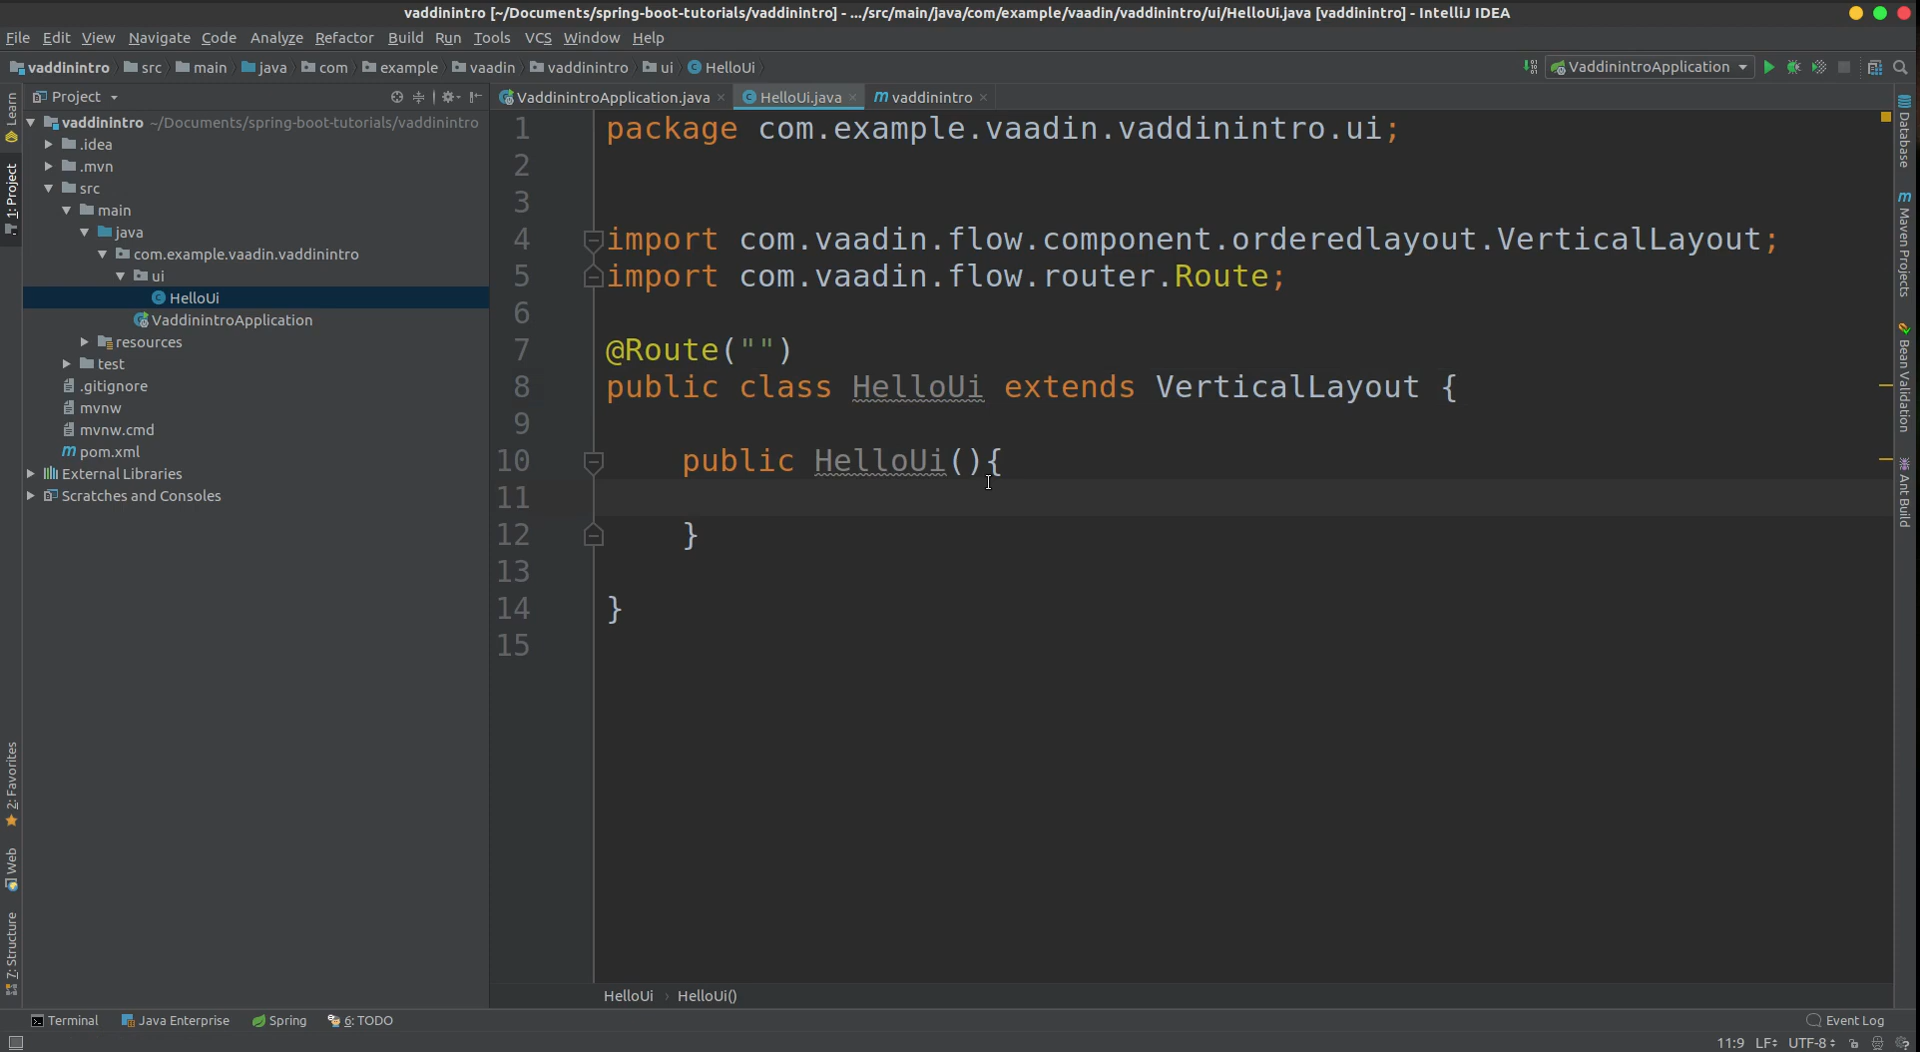 vaddinintro [~/Documents/spring-boot-tutorials/vaddinintro] - .../src/main/java/com/example/vaadin/vaddinintro/ui/HelloUi.java [vaddinintro] - IntelliJ IDEA
File Edit View Navigate Code Analyze Refactor Build Run Tools VCS Window Help
vaddinintro src main java com example vaadin vaddinintro ui HelloUi VaddinintroApplication
Project
VaddinintroApplication.java HelloUi.java vaddinintro
Learn
1: Project
2: Favorites
Web
7: Structure
vaddinintro ~/Documents/spring-boot-tutorials/vaddinintro
.idea
.mvn
src
main
java
com.example.vaadin.vaddinintro
ui
HelloUi
VaddinintroApplication
resources
test
.gitignore
mvnw
mvnw.cmd
pom.xml
External Libraries
Scratches and Consoles
1 package com.example.vaadin.vaddinintro.ui;
2
3
4 import com.vaadin.flow.component.orderedlayout.VerticalLayout;
5 import com.vaadin.flow.router.Route;
6
7 @Route("")
8 public class HelloUi extends VerticalLayout {
9
10 public HelloUi(){
11
12 }
13
14 }
15
Database
Maven Projects
Bean Validation
Ant Build
HelloUi › HelloUi()
Terminal Java Enterprise Spring 6: TODO Event Log
11:9 LF UTF-8